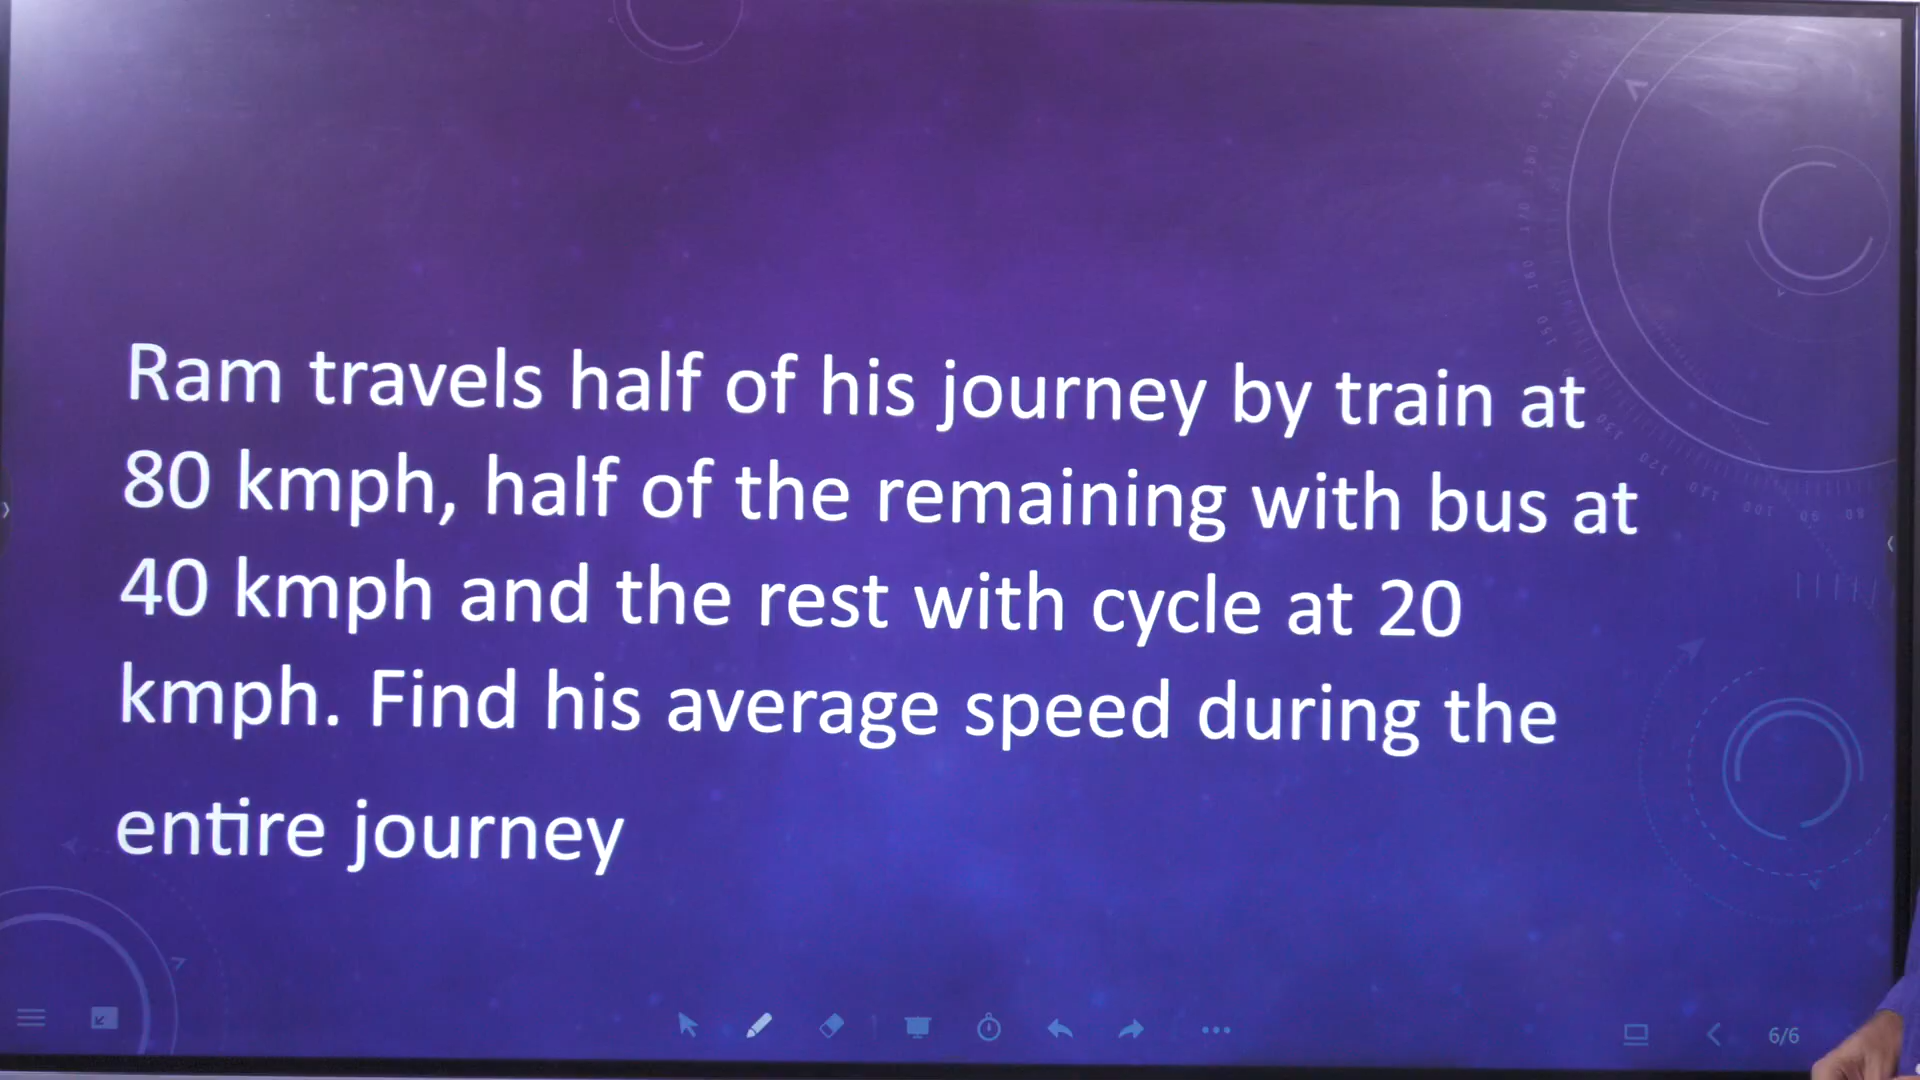 Ram travels half of his journey by train at
80 kmph, half of the remaining with bus at
40 kmph and the rest with cycle at 20
kmph. Find his average speed during the
entire journey
6/6